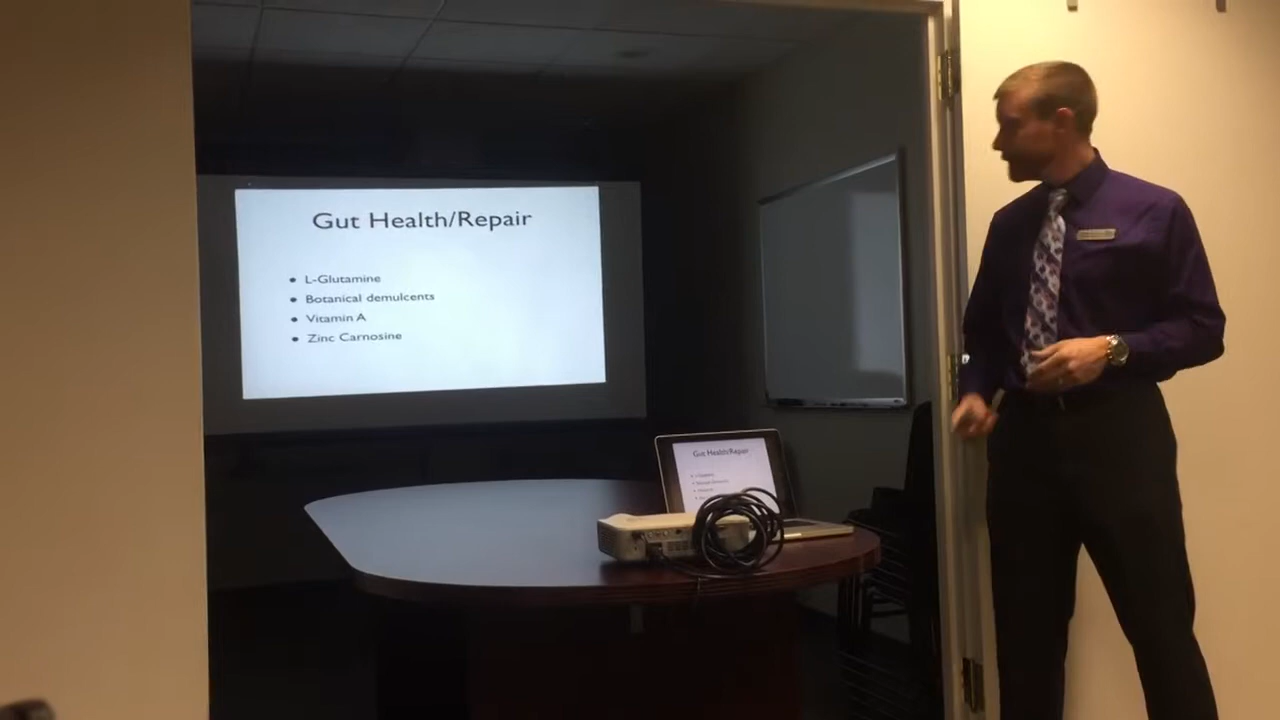 Gut Health/Repair
• L-Glutamine
• Botanical demulcents
• Vitamin A
• Zinc Carnosine
Gut Health/Repair